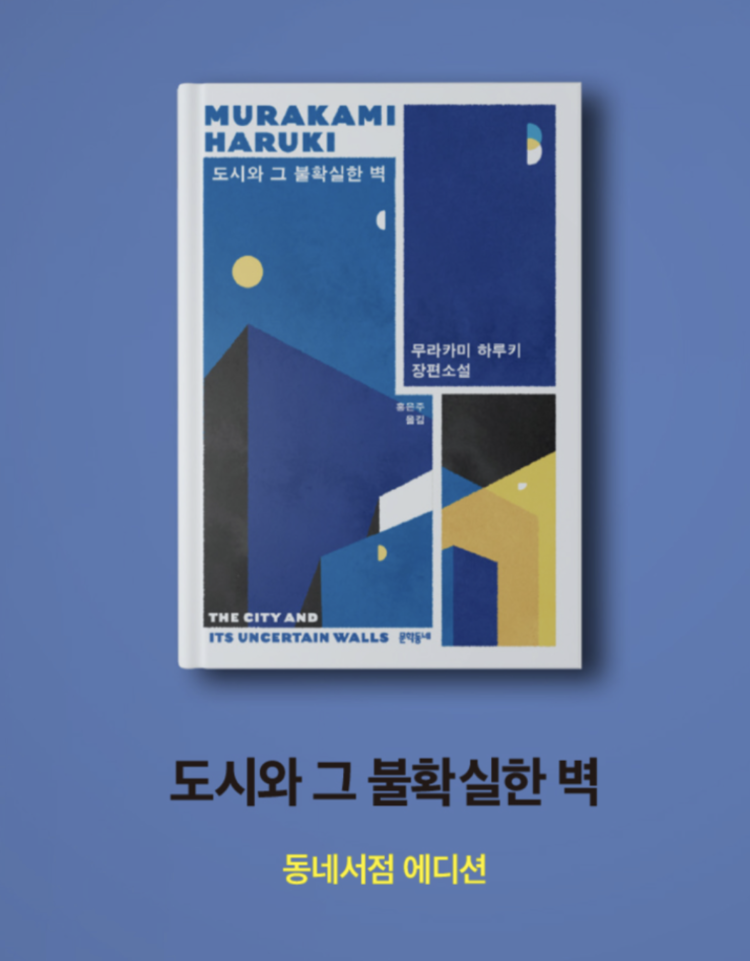 MURAKAMI
HARUKI
도시와 그 불확실한 벽
무라카미 하루키
장편소설
홍은주
옮김
THE CITY AND
ITS UNCERTAIN WALLS 문학동네
도시와 그 불확실한 벽
동네서점 에디션